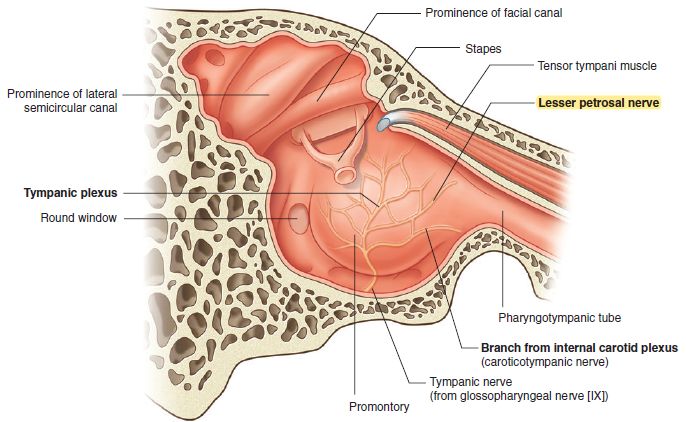 Prominence of facial canal
Stapes
Tensor tympani muscle
Prominence of lateral
semicircular canal
Lesser petrosal nerve
Tympanic plexus
Round window
Pharyngotympanic tube
Branch from internal carotid plexus
(caroticotympanic nerve)
Tympanic nerve
(from glossopharyngeal nerve [IX])
Promontory